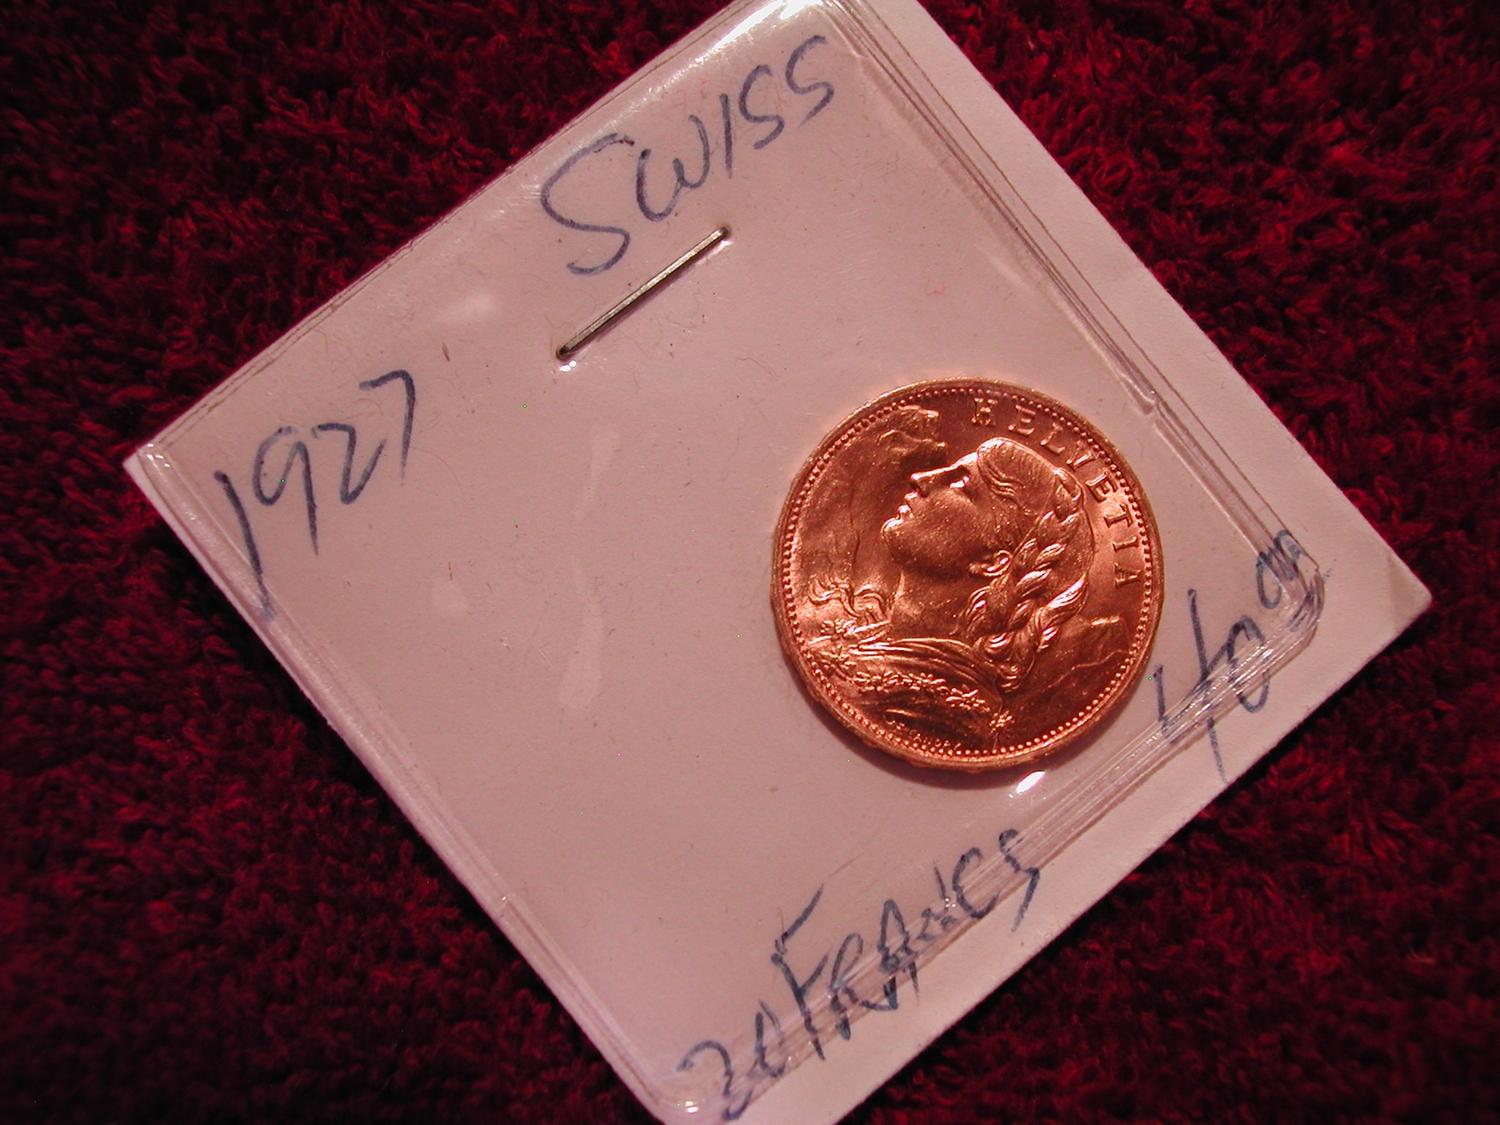 SWISS
1927
HELVETIA
40
20 FRANCS